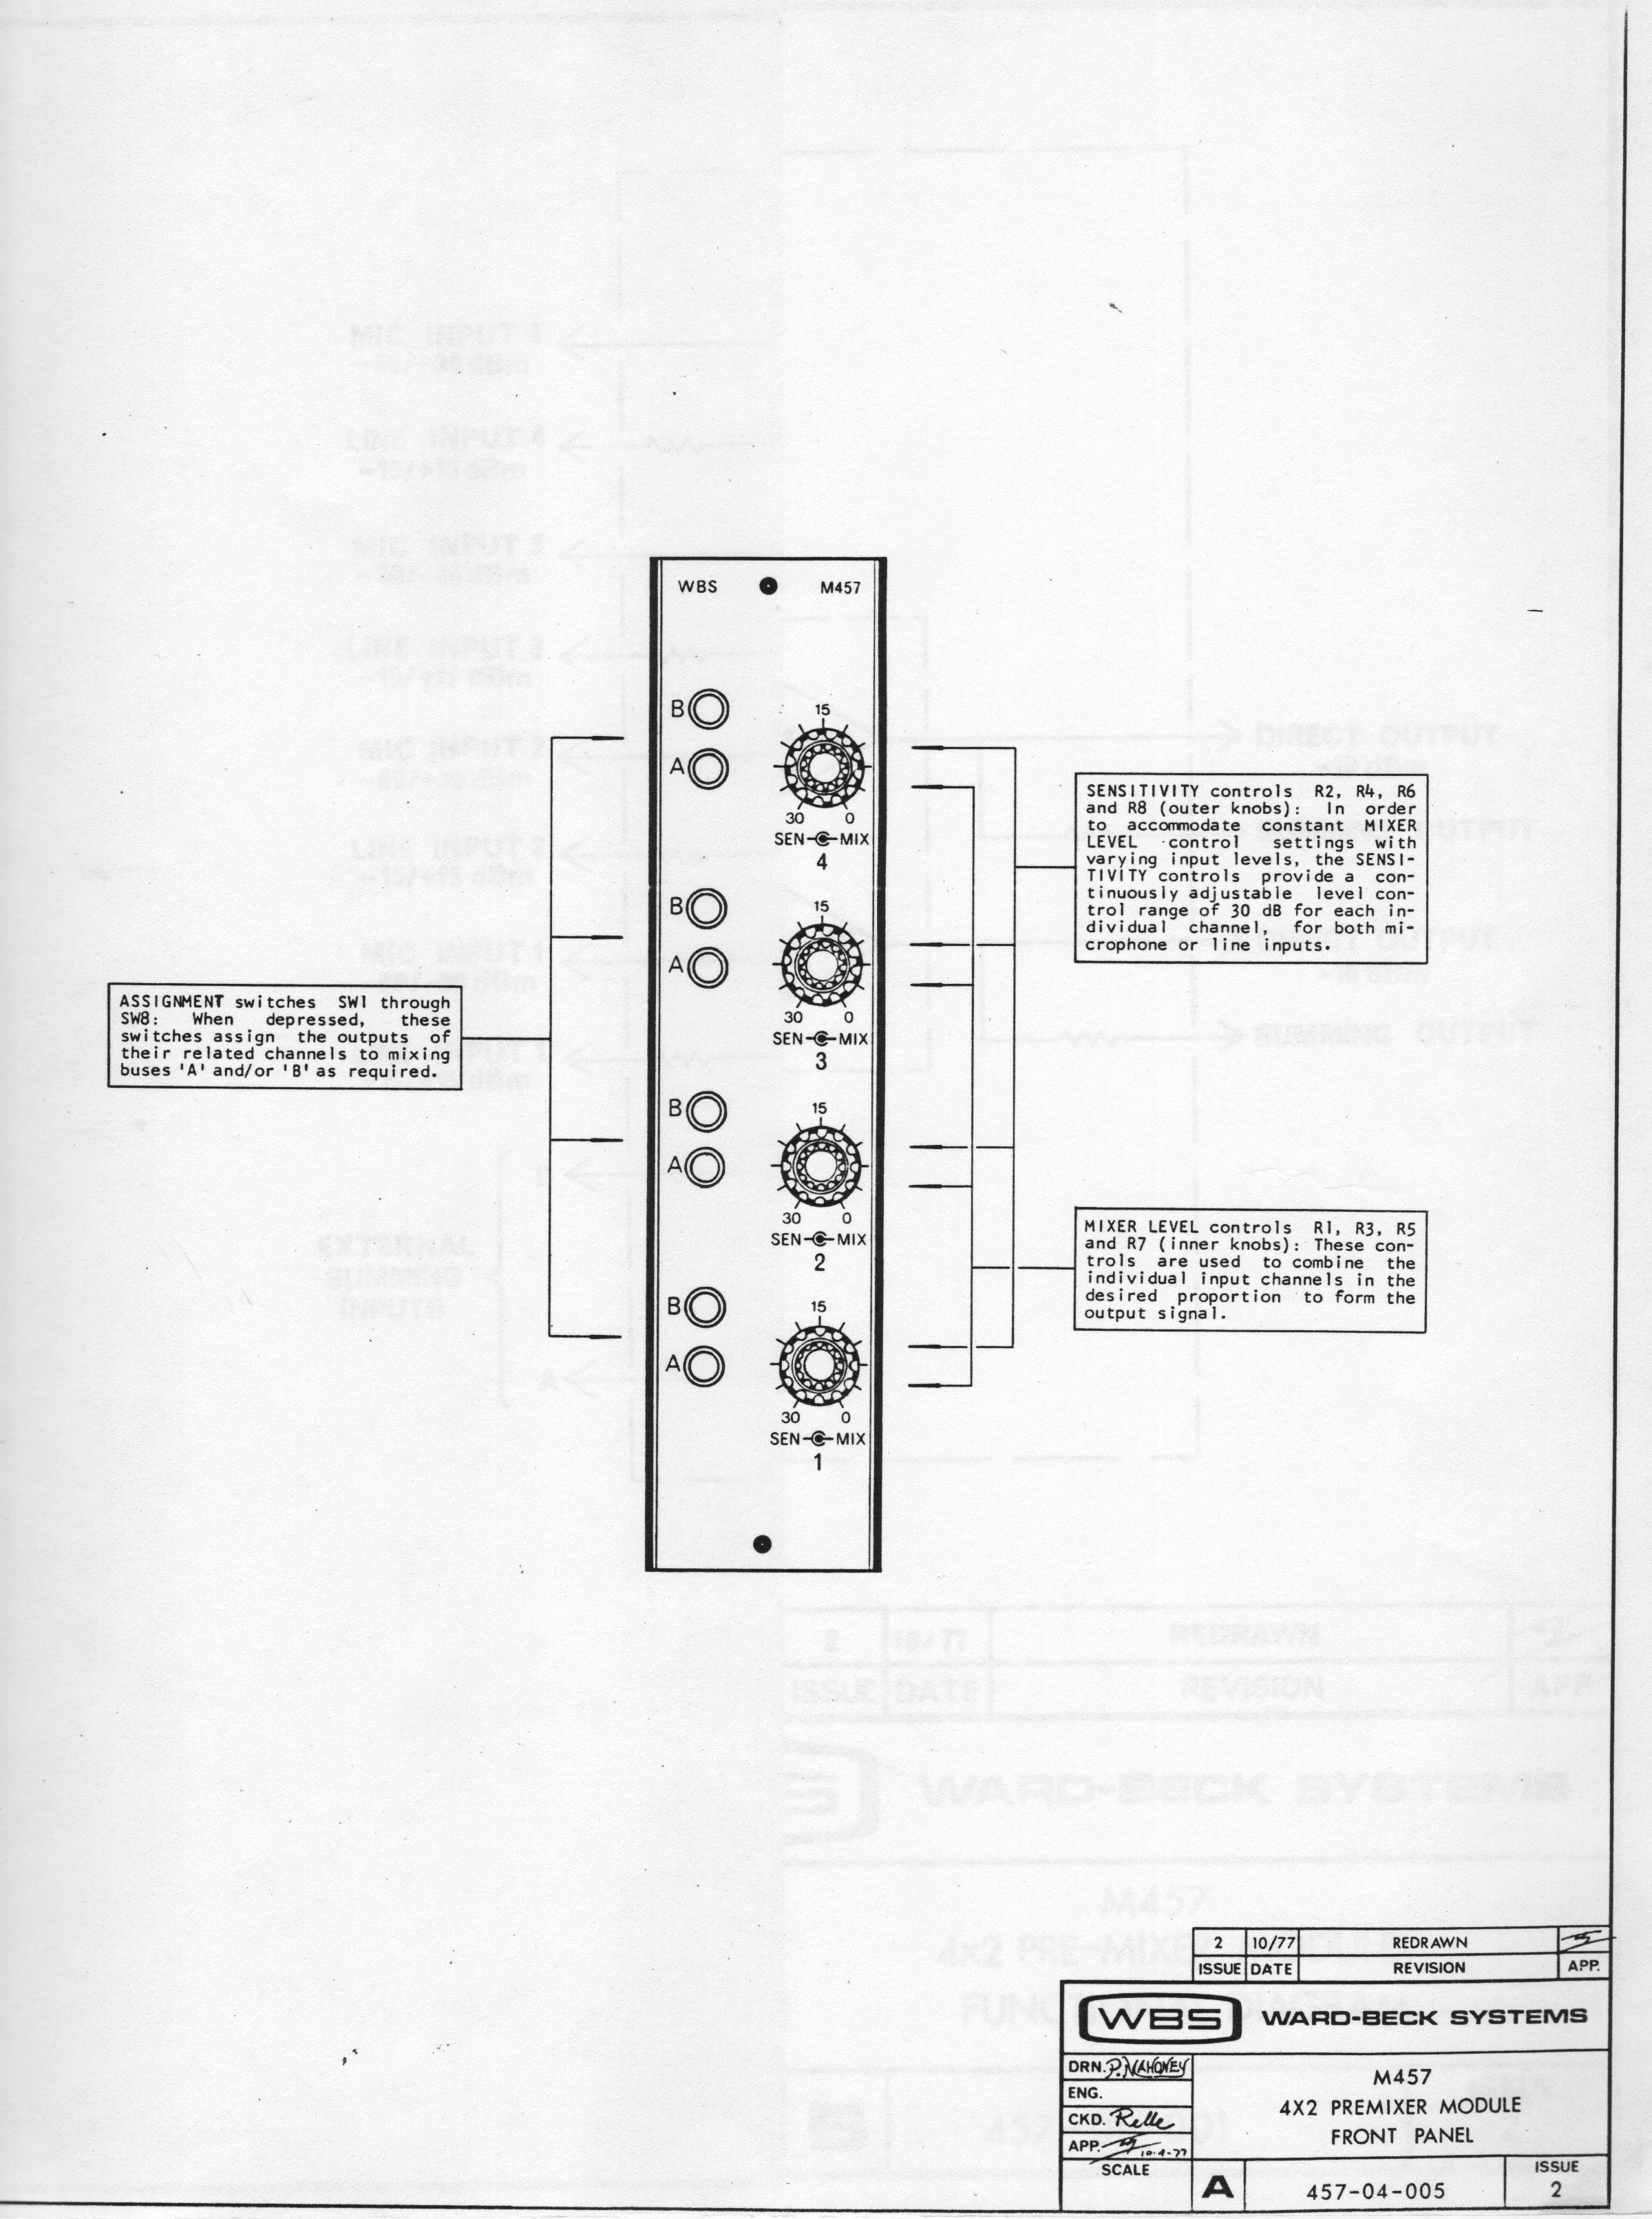 WBS M457
B
15
A
30 0
SEN MIX
4
B
15
A
30 0
SEN MIX
3
B
15
A
30 0
SEN MIX
2
B
15
A
30 0
SEN MIX
1
ASSIGNMENT switches SW1 through
SW8: When depressed, these
switches assign the outputs of
their related channels to mixing
buses 'A' and/or 'B' as required.
SENSITIVITY controls R2, R4, R6
and R8 (outer knobs): In order
to accommodate constant MIXER
LEVEL control settings with
varying input levels, the SENSI-
TIVITY controls provide a con-
tinuously adjustable level con-
trol range of 30 dB for each in-
dividual channel, for both mi-
crophone or line inputs.
MIXER LEVEL controls R1, R3, R5
and R7 (inner knobs): These con-
trols are used to combine the
individual input channels in the
desired proportion to form the
output signal.
2 10/77 REDRAWN
ISSUE DATE REVISION APP.
WBS WARD-BECK SYSTEMS
DRN. P. MAHONEY
ENG.
CKD. Relle
APP. 10-4-77
SCALE
M457
4X2 PREMIXER MODULE
FRONT PANEL
A 457-04-005
ISSUE
2